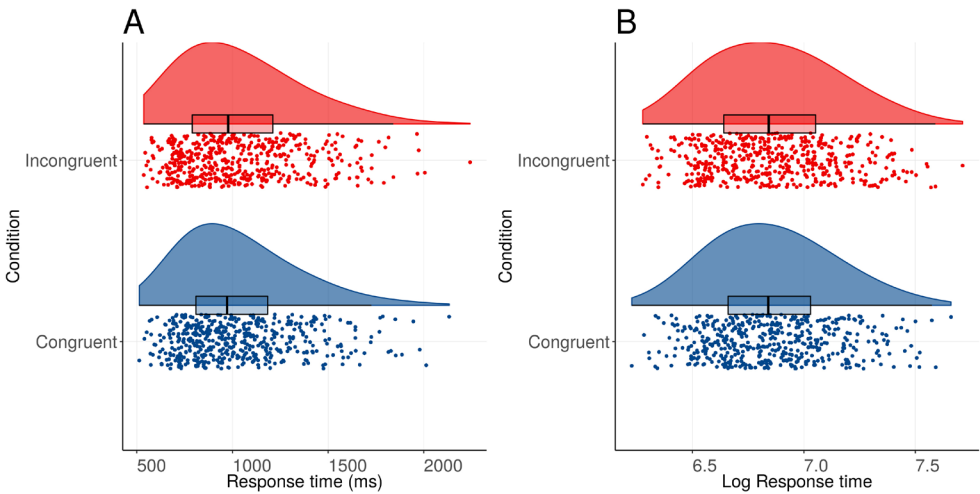 A
Condition
Incongruent
Congruent
500 1000 1500 2000
Response time (ms)
B
Condition
Incongruent
Congruent
6.5 7.0 7.5
Log Response time